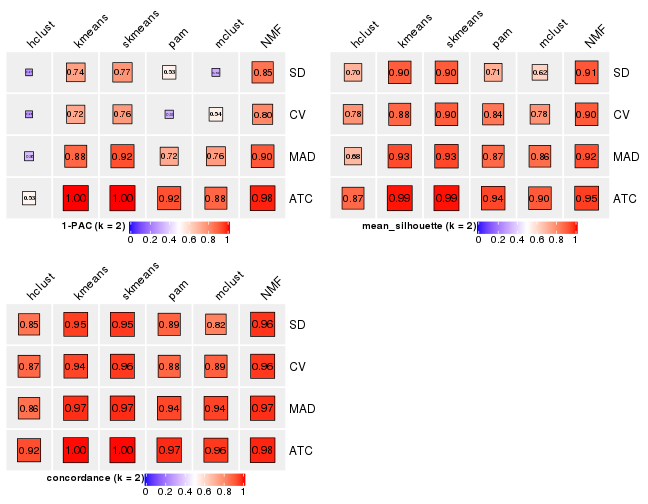 hclust kmeans skmeans pam mclust NMF
0.74 0.77 0.53 0.85 SD
0.72 0.76 0.54 0.80 CV
0.88 0.92 0.72 0.76 0.90 MAD
0.53 1.00 1.00 0.92 0.88 0.98 ATC
1-PAC (k = 2)
0 0.2 0.4 0.6 0.8 1
hclust kmeans skmeans pam mclust NMF
0.70 0.90 0.90 0.71 0.62 0.91 SD
0.78 0.88 0.90 0.84 0.78 0.90 CV
0.68 0.93 0.93 0.87 0.86 0.92 MAD
0.87 0.99 0.99 0.94 0.90 0.95 ATC
mean_silhouette (k = 2)
0 0.2 0.4 0.6 0.8 1
hclust kmeans skmeans pam mclust NMF
0.85 0.95 0.95 0.89 0.82 0.96 SD
0.87 0.94 0.96 0.88 0.89 0.96 CV
0.86 0.97 0.97 0.94 0.94 0.97 MAD
0.92 1.00 1.00 0.97 0.96 0.98 ATC
concordance (k = 2)
0 0.2 0.4 0.6 0.8 1